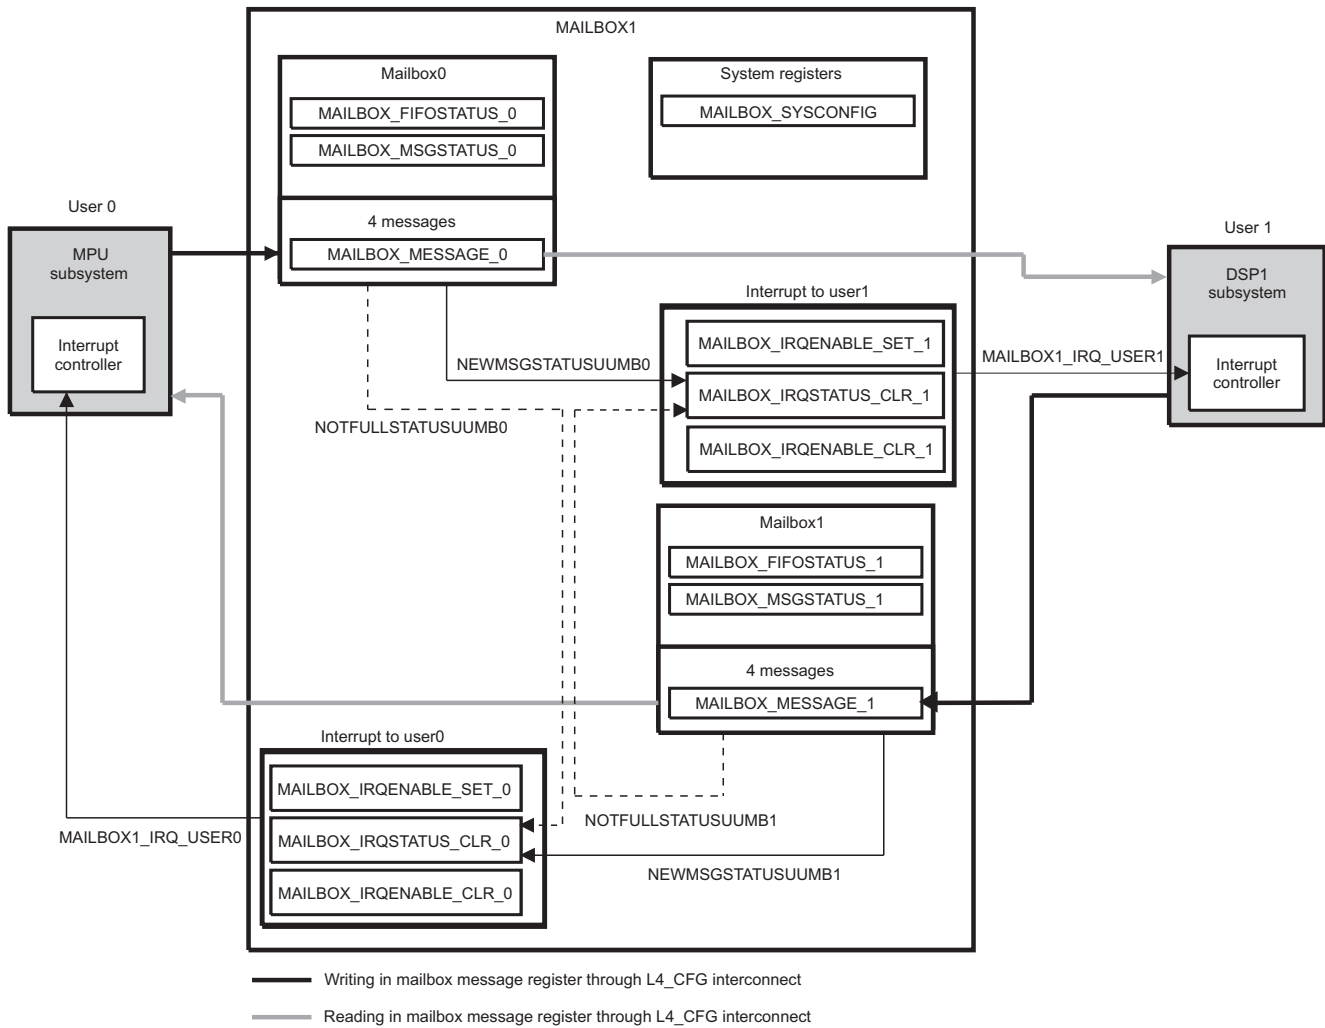 MAILBOX1
Mailbox0
MAILBOX_FIFOSTATUS_0
MAILBOX_MSGSTATUS_0
4 messages
MAILBOX_MESSAGE_0
System registers
MAILBOX_SYSCONFIG
User 0
MPU
subsystem
Interrupt
controller
User 1
DSP1
subsystem
Interrupt
controller
Interrupt to user1
MAILBOX_IRQENABLE_SET_1
MAILBOX_IRQSTATUS_CLR_1
MAILBOX_IRQENABLE_CLR_1
NEWMSGSTATUSUUMB0
NOTFULLSTATUSUUMB0
MAILBOX1_IRQ_USER1
Mailbox1
MAILBOX_FIFOSTATUS_1
MAILBOX_MSGSTATUS_1
4 messages
MAILBOX_MESSAGE_1
Interrupt to user0
MAILBOX_IRQENABLE_SET_0
MAILBOX_IRQSTATUS_CLR_0
MAILBOX_IRQENABLE_CLR_0
MAILBOX1_IRQ_USER0
NOTFULLSTATUSUUMB1
NEWMSGSTATUSUUMB1
Writing in mailbox message register through L4_CFG interconnect
Reading in mailbox message register through L4_CFG interconnect